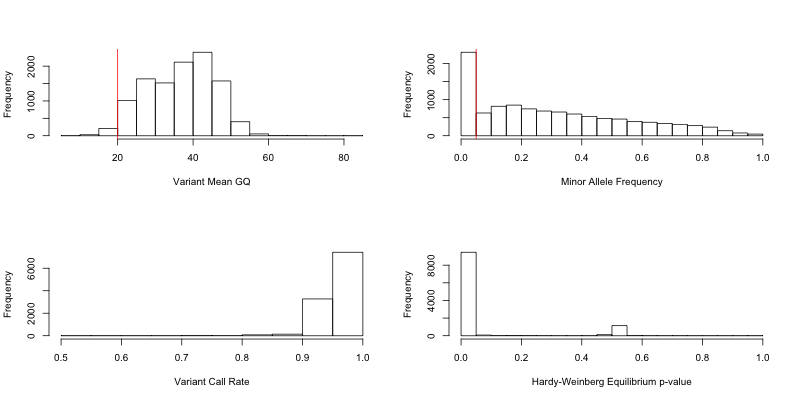 Frequency
0 1000 2000
20 40 60 80
Variant Mean GQ
Frequency
0 1000 2000
0.0 0.2 0.4 0.6 0.8 1.0
Minor Allele Frequency
Frequency
0 2000 6000
0.5 0.6 0.7 0.8 0.9 1.0
Variant Call Rate
Frequency
0 4000 8000
0.0 0.2 0.4 0.6 0.8 1.0
Hardy-Weinberg Equilibrium p-value